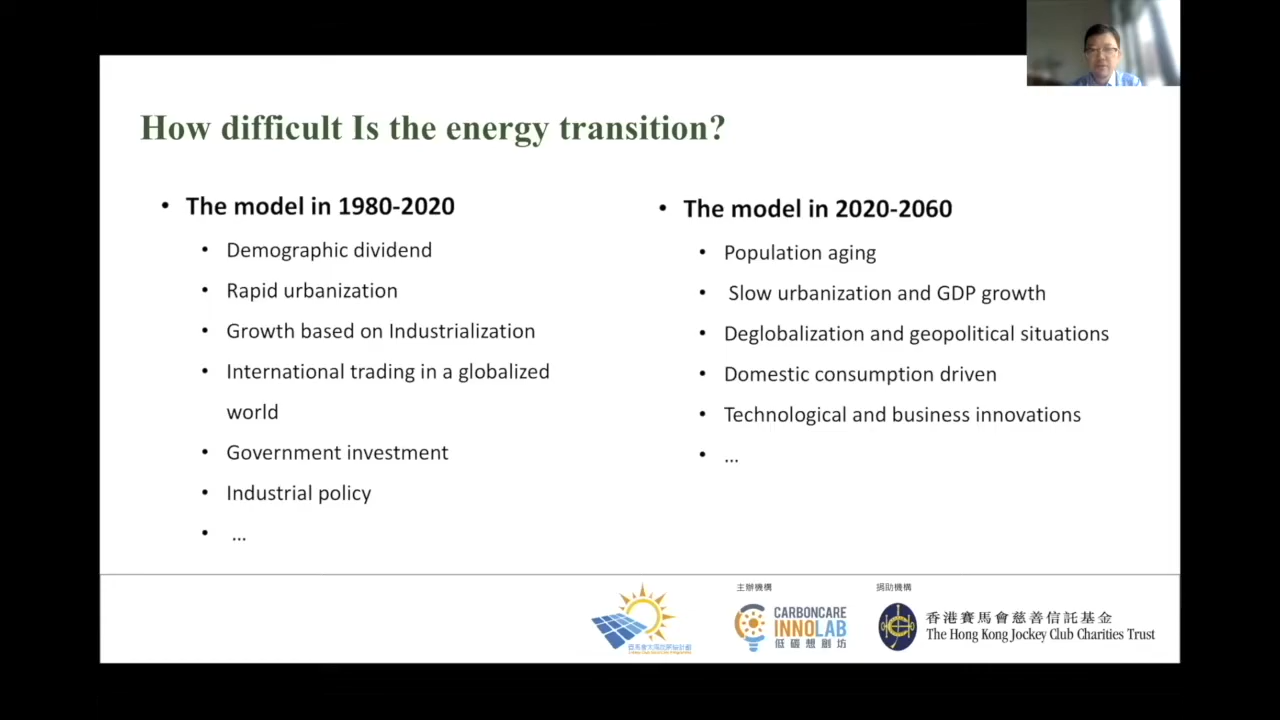 How difficult Is the energy transition?
• The model in 1980-2020
• Demographic dividend
• Rapid urbanization
• Growth based on Industrialization
• International trading in a globalized
world
• Government investment
• Industrial policy
• ...
• The model in 2020-2060
• Population aging
• Slow urbanization and GDP growth
• Deglobalization and geopolitical situations
• Domestic consumption driven
• Technological and business innovations
• ...
主辦機構
CARBONCARE
INNOLAB
低碳想創坊
捐助機構
香港賽馬會慈善信託基金
The Hong Kong Jockey Club Charities Trust